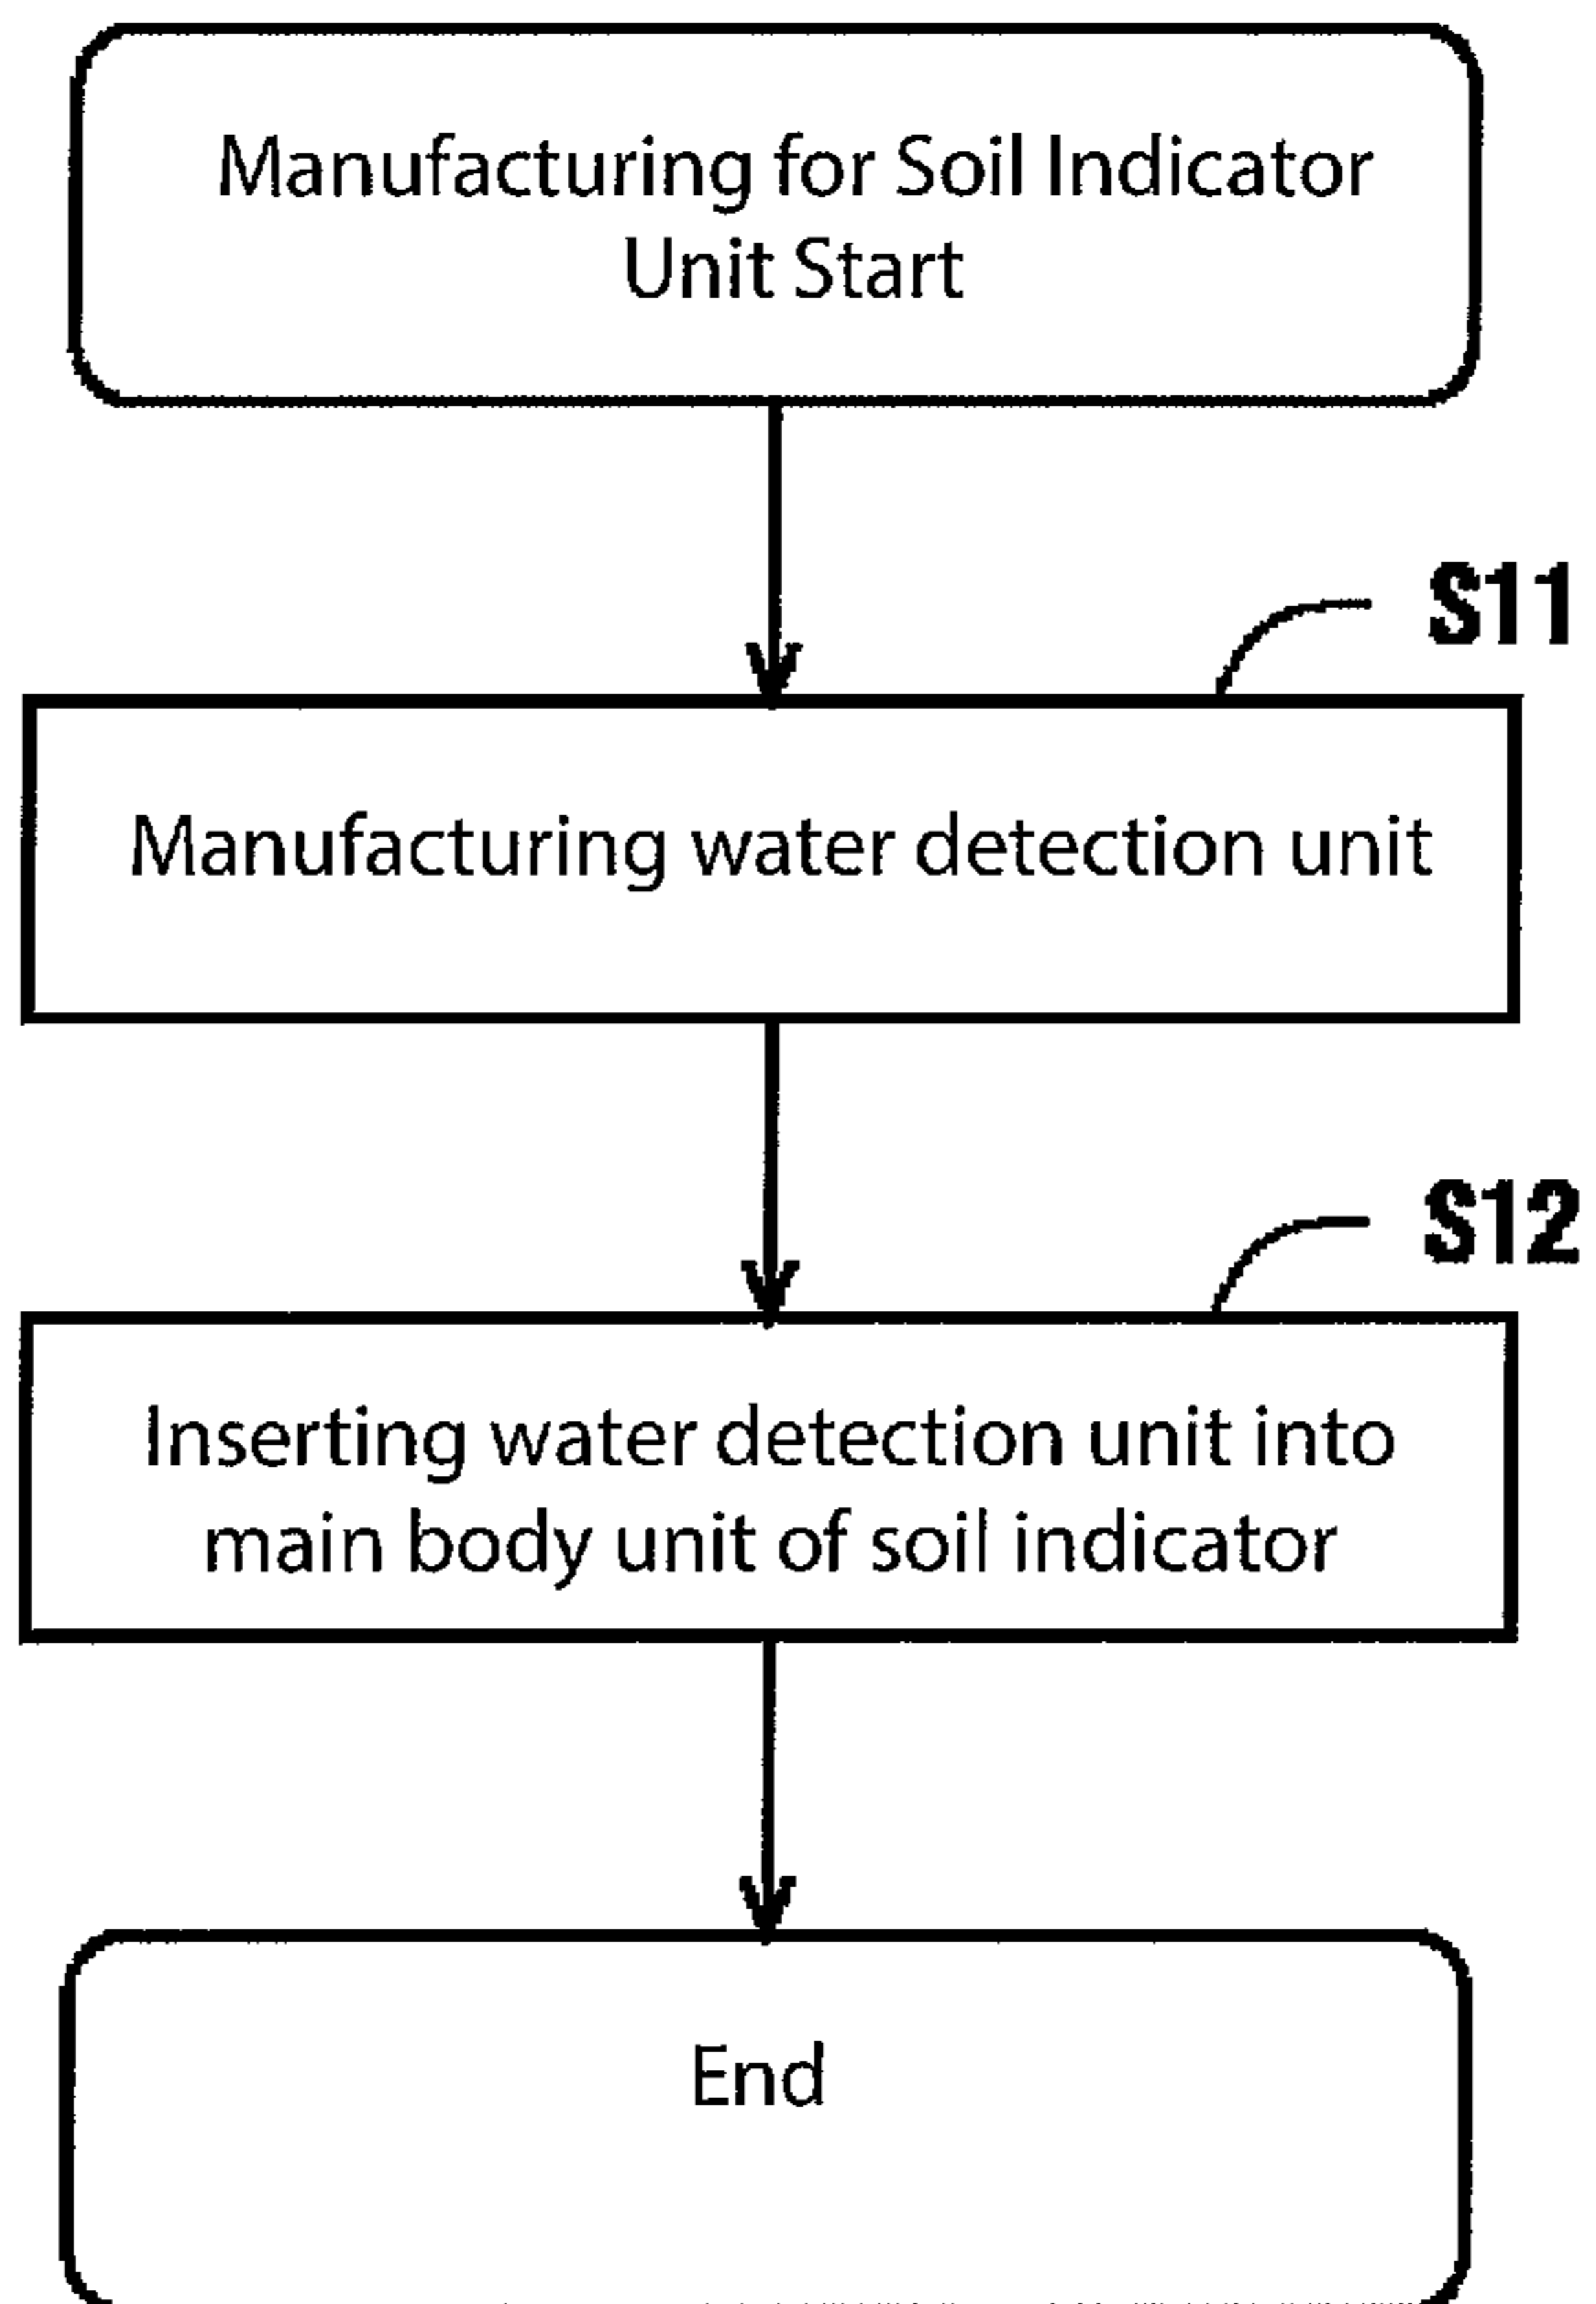 Manufacturing for Soil Indicator
Unit Start
S11
Manufacturing water detection unit
S12
Inserting water detection unit into
main body unit of soil indicator
End